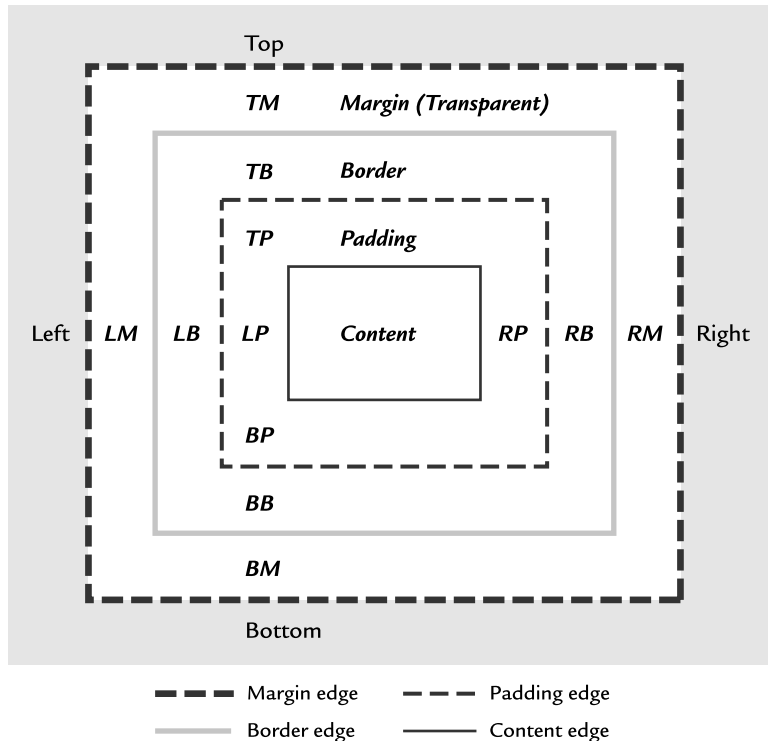 Top
TM Margin (Transparent)
TB Border
TP Padding
Left LM LB LP Content RP RB RM Right
BP
BB
BM
Bottom
Margin edge Padding edge
Border edge Content edge